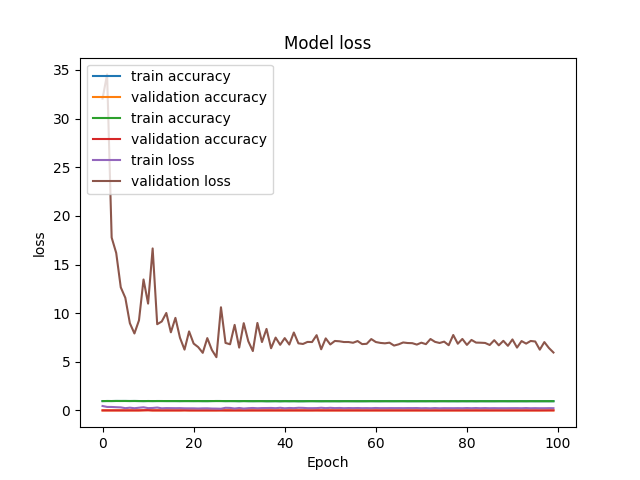 Model loss
train accuracy
validation accuracy
train accuracy
validation accuracy
train loss
validation loss
35
30
25
20
15
10
5
0
loss
0 20 40 60 80 100
Epoch